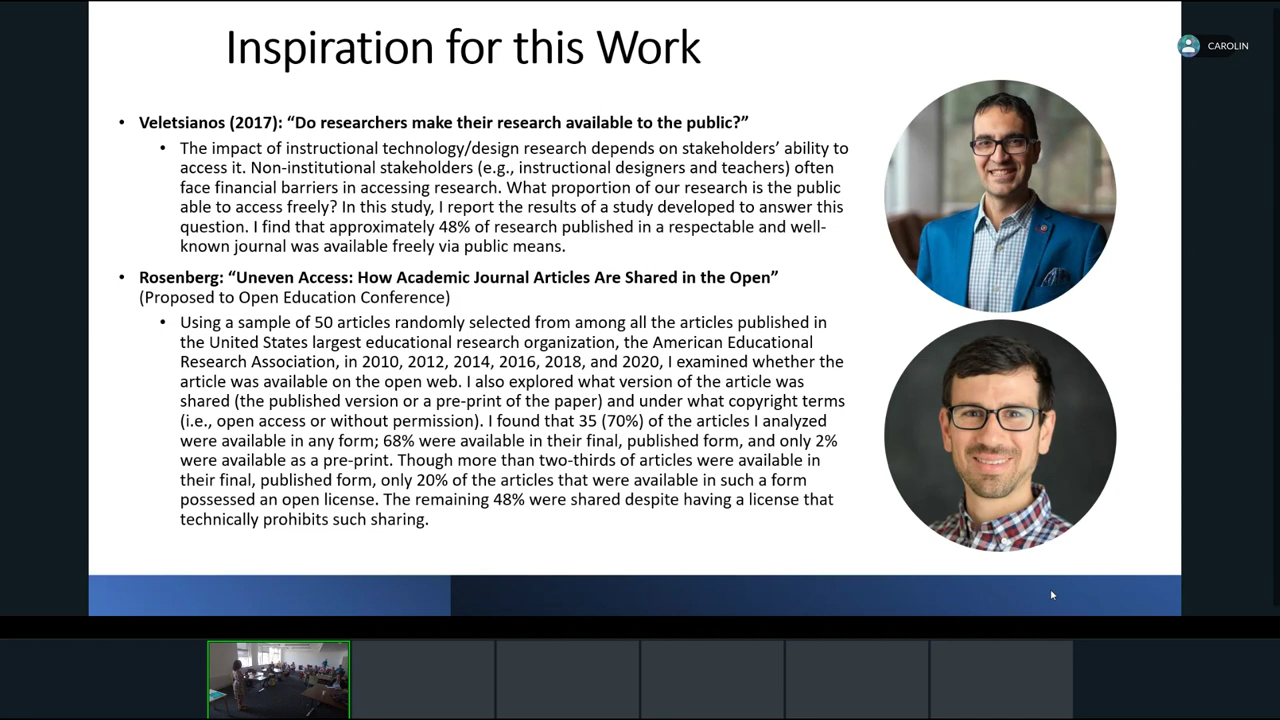 Inspiration for this Work
CAROLIN
• Veletsianos (2017): “Do researchers make their research available to the public?”
• The impact of instructional technology/design research depends on stakeholders’ ability to
access it. Non-institutional stakeholders (e.g., instructional designers and teachers) often
face financial barriers in accessing research. What proportion of our research is the public
able to access freely? In this study, I report the results of a study developed to answer this
question. I find that approximately 48% of research published in a respectable and well-
known journal was available freely via public means.
• Rosenberg: “Uneven Access: How Academic Journal Articles Are Shared in the Open”
(Proposed to Open Education Conference)
• Using a sample of 50 articles randomly selected from among all the articles published in
the United States largest educational research organization, the American Educational
Research Association, in 2010, 2012, 2014, 2016, 2018, and 2020, I examined whether the
article was available on the open web. I also explored what version of the article was
shared (the published version or a pre-print of the paper) and under what copyright terms
(i.e., open access or without permission). I found that 35 (70%) of the articles I analyzed
were available in any form; 68% were available in their final, published form, and only 2%
were available as a pre-print. Though more than two-thirds of articles were available in
their final, published form, only 20% of the articles that were available in such a form
possessed an open license. The remaining 48% were shared despite having a license that
technically prohibits such sharing.